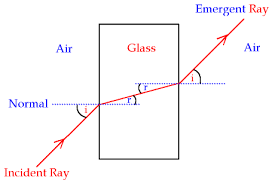 Emergent Ray
Air
Glass
Air
i
r
Normal
i
r
Incident Ray